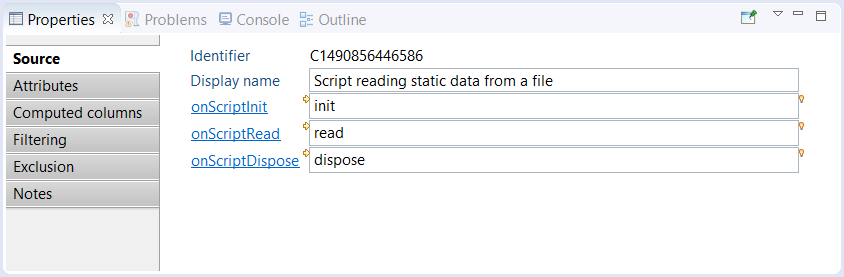 Properties Problems Console Outline
Source
Attributes
Computed columns
Filtering
Exclusion
Notes
Identifier C1490856446586
Display name Script reading static data from a file
onScriptInit init
onScriptRead read
onScriptDispose dispose